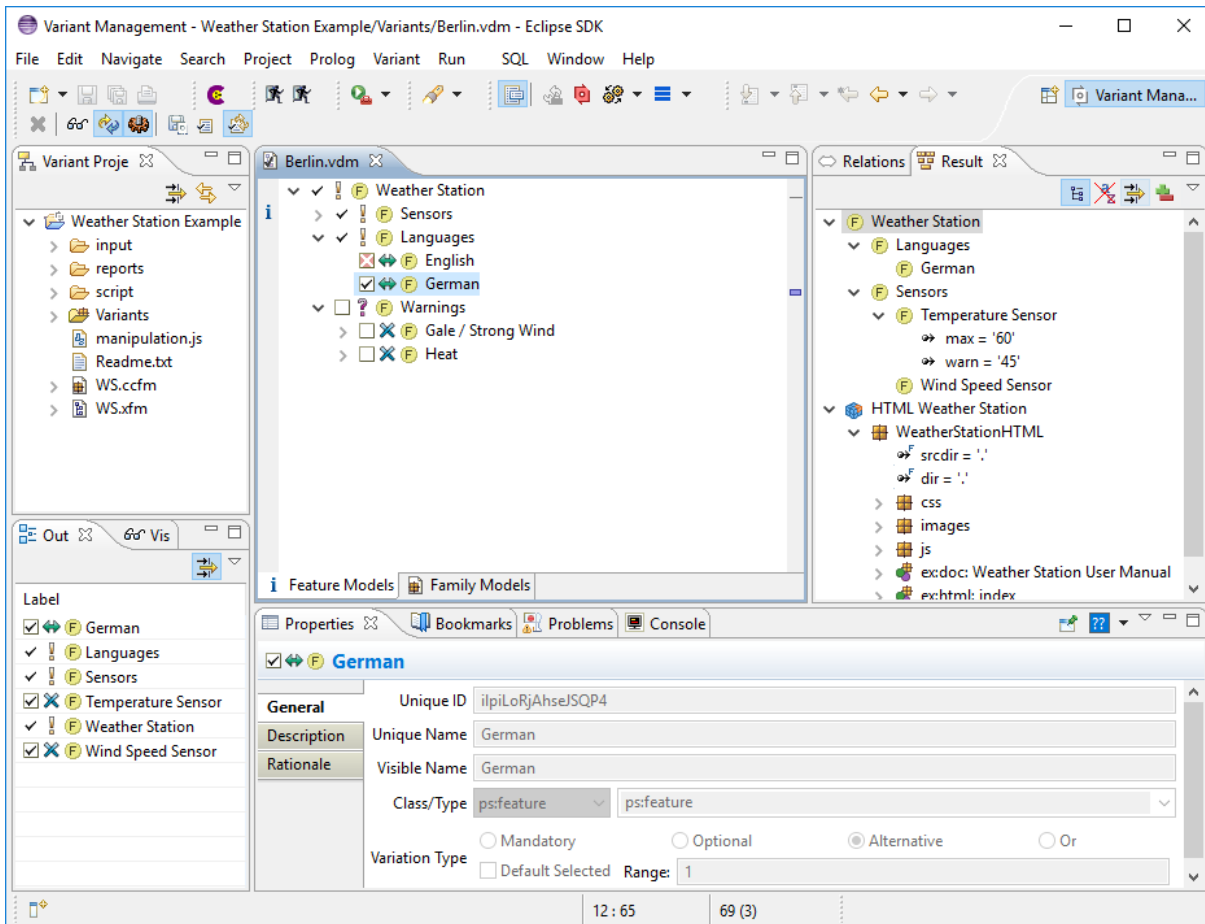 Variant Management - Weather Station Example/Variants/Berlin.vdm - Eclipse SDK
File Edit Navigate Search Project Prolog Variant Run SQL Window Help
Variant Mana...
Variant Proje
Weather Station Example
input
reports
script
Variants
manipulation.js
Readme.txt
WS.ccfm
WS.xfm
Berlin.vdm
Weather Station
Sensors
Languages
English
German
Warnings
Gale / Strong Wind
Heat
Feature Models Family Models
Relations Result
Weather Station
Languages
German
Sensors
Temperature Sensor
max = '60'
warn = '45'
Wind Speed Sensor
HTML Weather Station
WeatherStationHTML
srcdir = '.'
dir = '.'
css
images
js
ex:doc: Weather Station User Manual
ex:html: index
Out Vis
Label
German
Languages
Sensors
Temperature Sensor
Weather Station
Wind Speed Sensor
Properties Bookmarks Problems Console
German
General
Description
Rationale
Unique ID ilpiLoRjAhseJSQP4
Unique Name German
Visible Name German
Class/Type ps:feature ps:feature
Variation Type
Mandatory Optional Alternative Or
Default Selected Range: 1
12 : 65 69 (3)